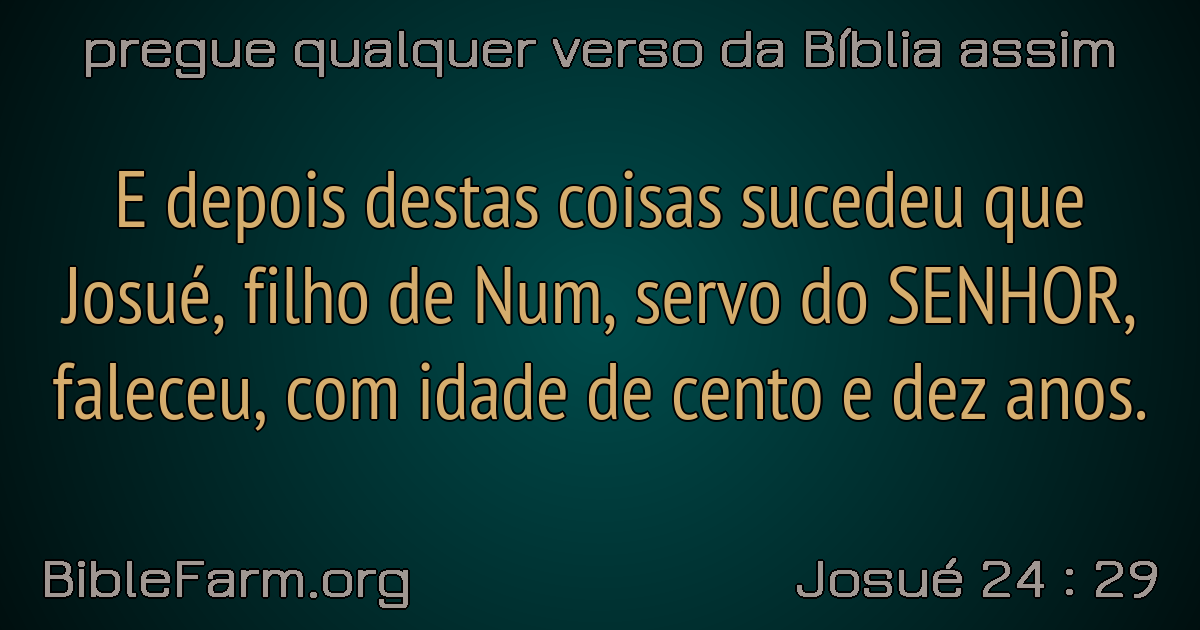 pregue qualquer verso da Bíblia assim
E depois destas coisas sucedeu que
Josué, filho de Num, servo do SENHOR,
faleceu, com idade de cento e dez anos.
BibleFarm.org
Josué 24 : 29